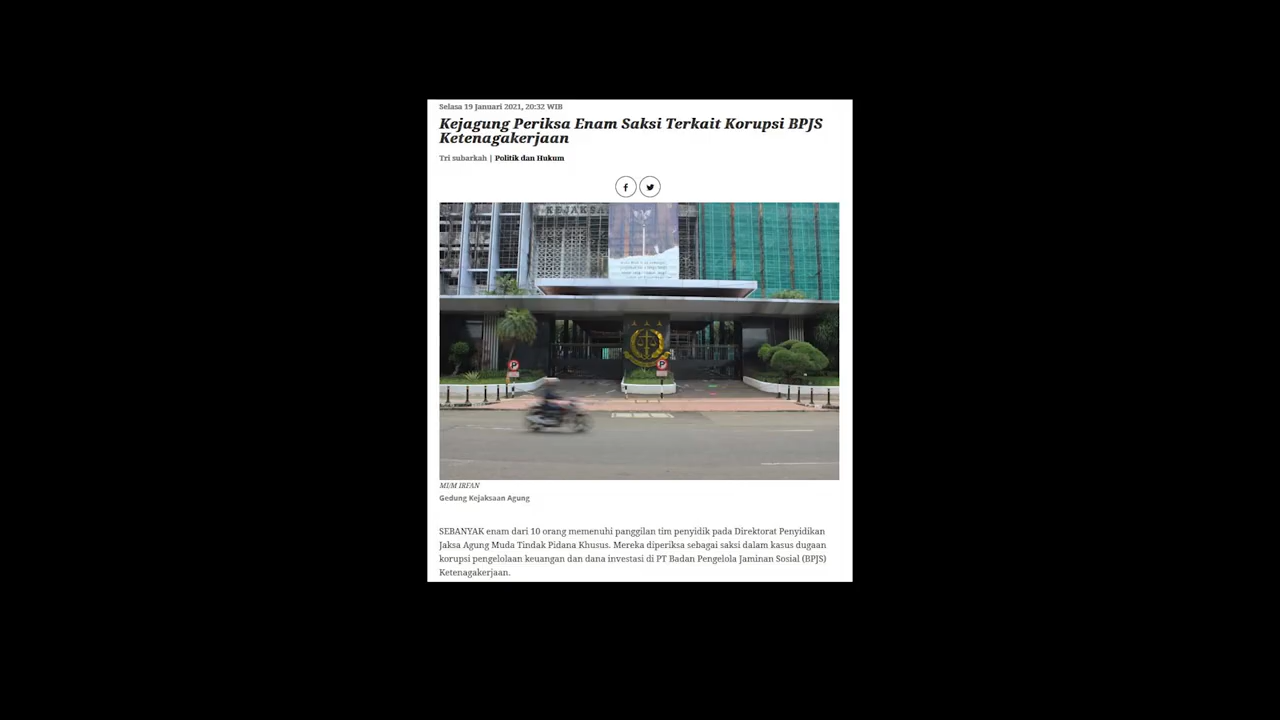 Selasa 19 Januari 2021, 20:32 WIB
Kejagung Periksa Enam Saksi Terkait Korupsi BPJS
Ketenagakerjaan
Tri subarkah | Politik dan Hukum
KEJAKSA
P
P
MI/M IRFAN
Gedung Kejaksaan Agung
SEBANYAK enam dari 10 orang memenuhi panggilan tim penyidik pada Direktorat Penyidikan
Jaksa Agung Muda Tindak Pidana Khusus. Mereka diperiksa sebagai saksi dalam kasus dugaan
korupsi pengelolaan keuangan dan dana investasi di PT Badan Pengelola Jaminan Sosial (BPJS)
Ketenagakerjaan.